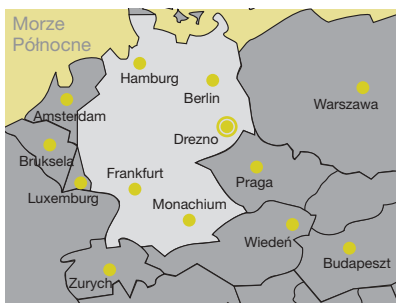 Morze
Północne
Hamburg
Berlin
Amsterdam
Warszawa
Drezno
Bruksela
Frankfurt
Praga
Luxemburg
Monachium
Wiedeń
Budapeszt
Zurych